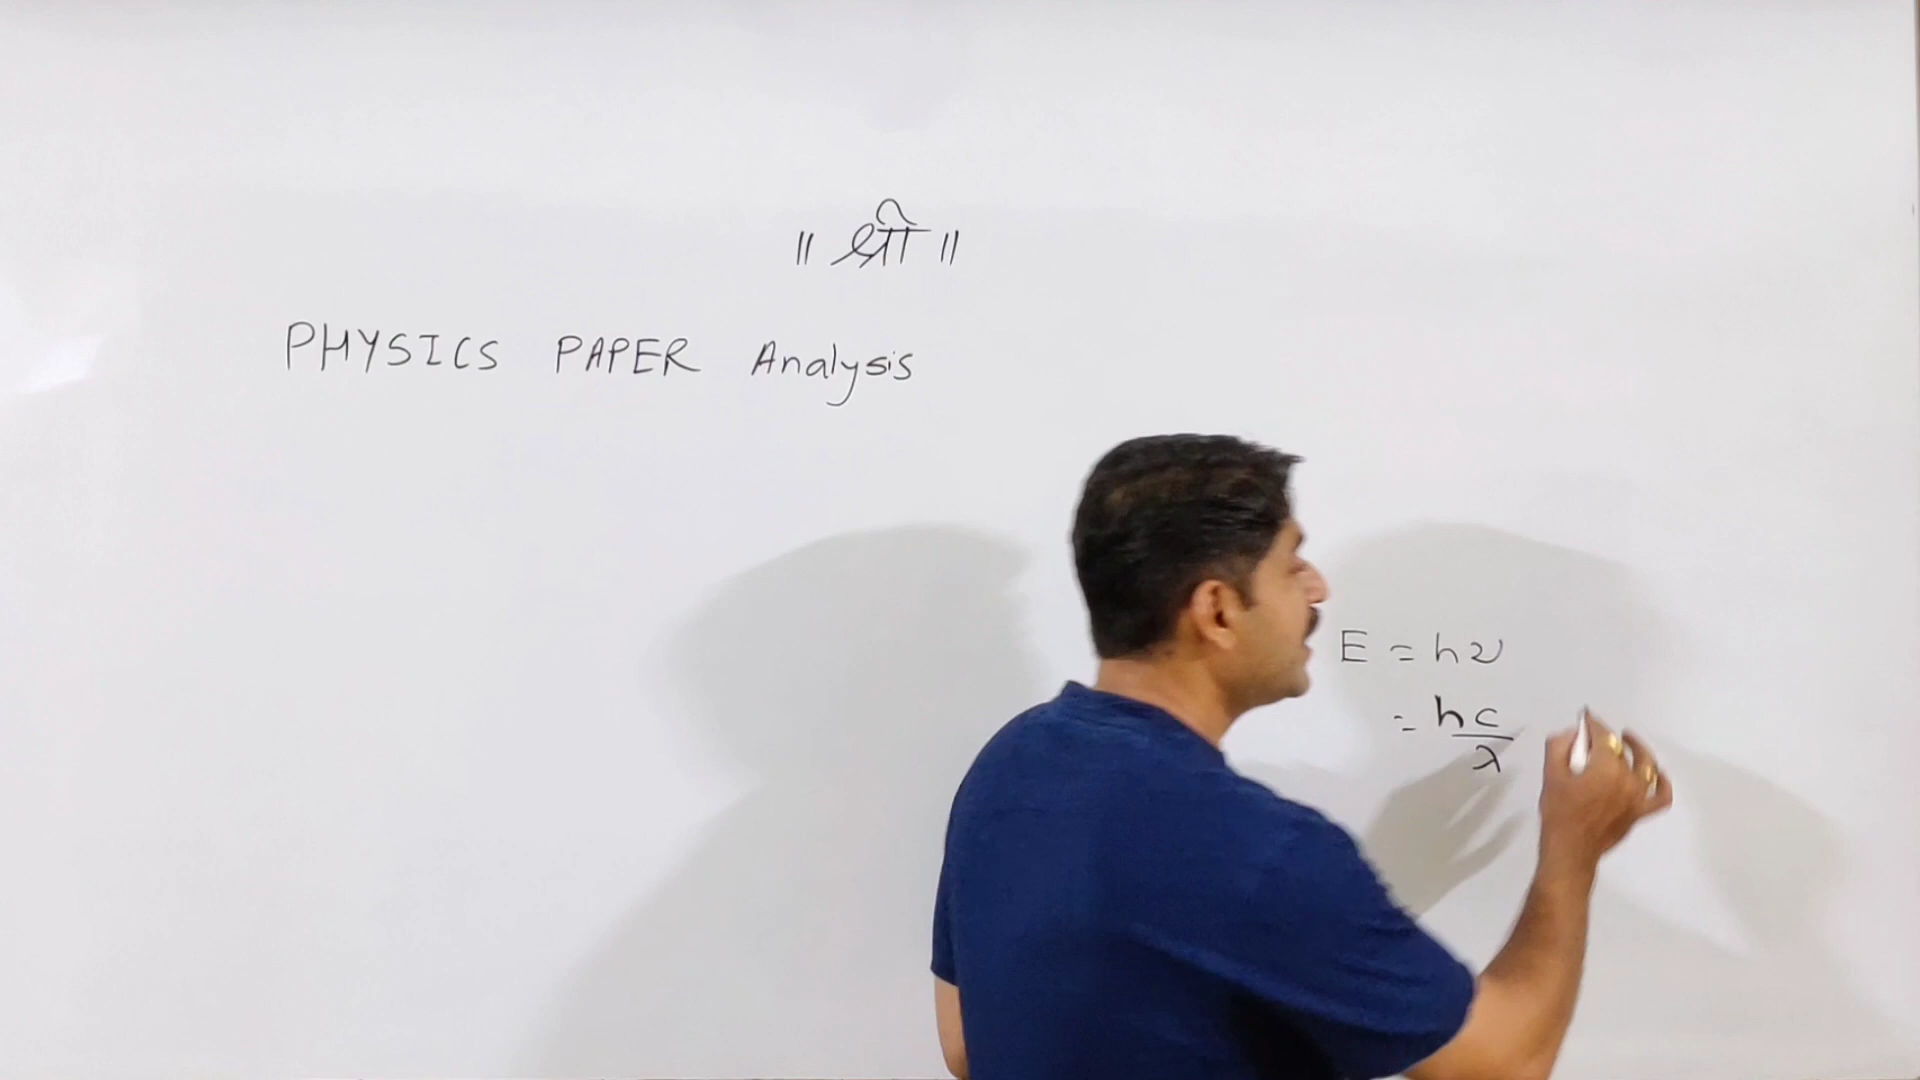 ॥ श्री ॥
PHYSICS PAPER Analysis
E = hν
= hc/λ